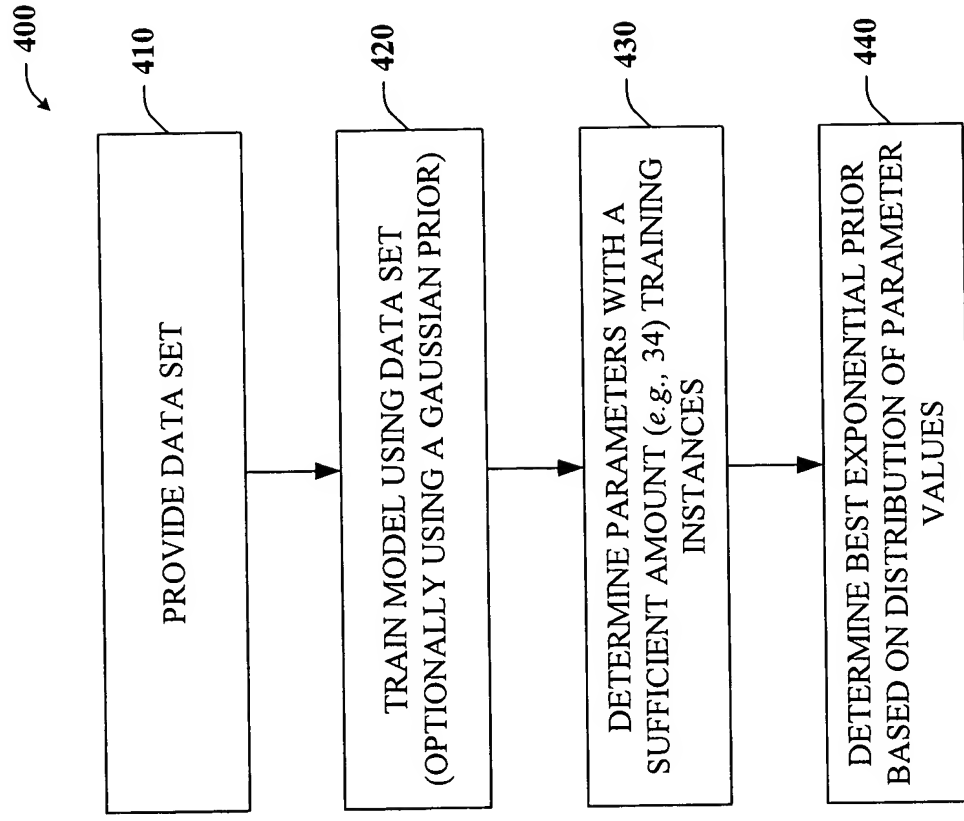 400
410
PROVIDE DATA SET
420
TRAIN MODEL USING DATA SET
(OPTIONALLY USING A GAUSSIAN PRIOR)
430
DETERMINE PARAMETERS WITH A
SUFFICIENT AMOUNT (e.g., 34) TRAINING
INSTANCES
440
DETERMINE BEST EXPONENTIAL PRIOR
BASED ON DISTRIBUTION OF PARAMETER
VALUES